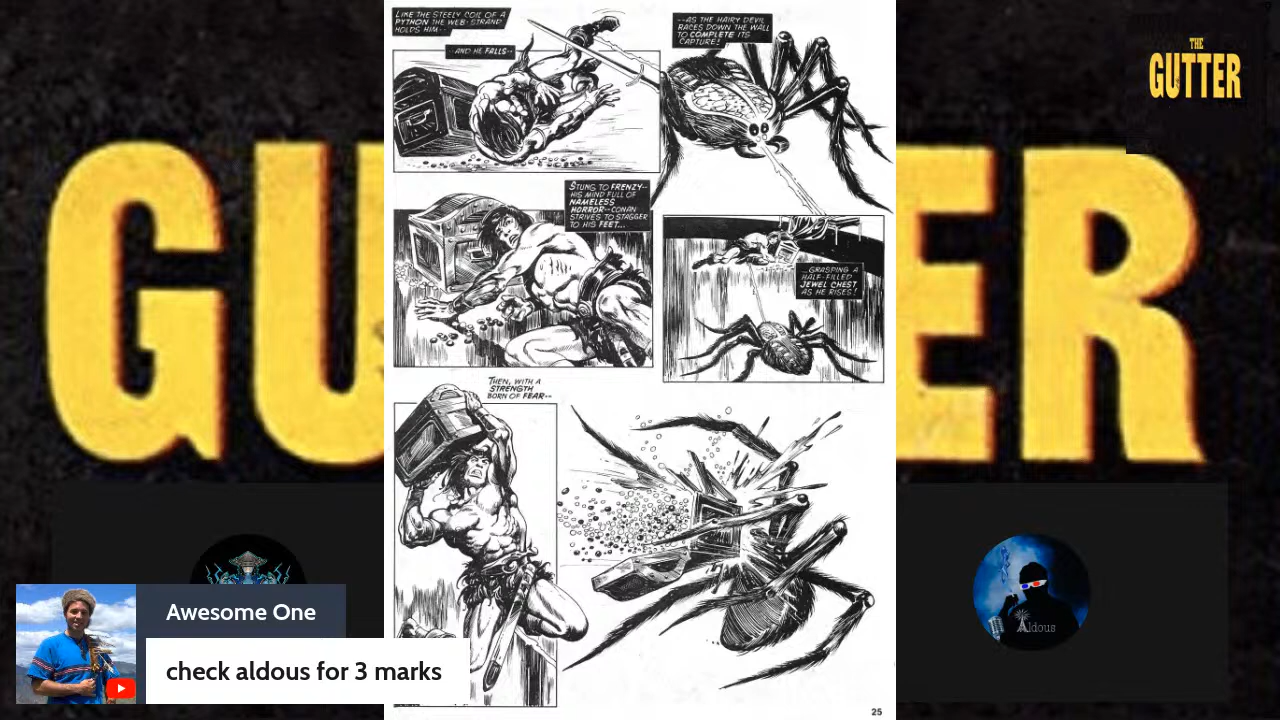 LIKE THE STEELY COIL OF A
PYTHON THE WEB-STRAND
HOLDS HIM--
--AND HE FALLS--
--AS THE HAIRY DEVIL
RACES DOWN THE WALL
TO COMPLETE ITS
CAPTURE!
THE
GUTTER
GUTTER
STUNG TO FRENZY--
HIS MIND FULL OF
NAMELESS
HORROR--CONAN
STRIVES TO STAGGER
TO HIS FEET...
...GRASPING A
HALF-FILLED
JEWEL CHEST
AS HE RISES!
THEN, WITH A
STRENGTH
BORN OF FEAR--
Aldous
Awesome One
check aldous for 3 marks
25